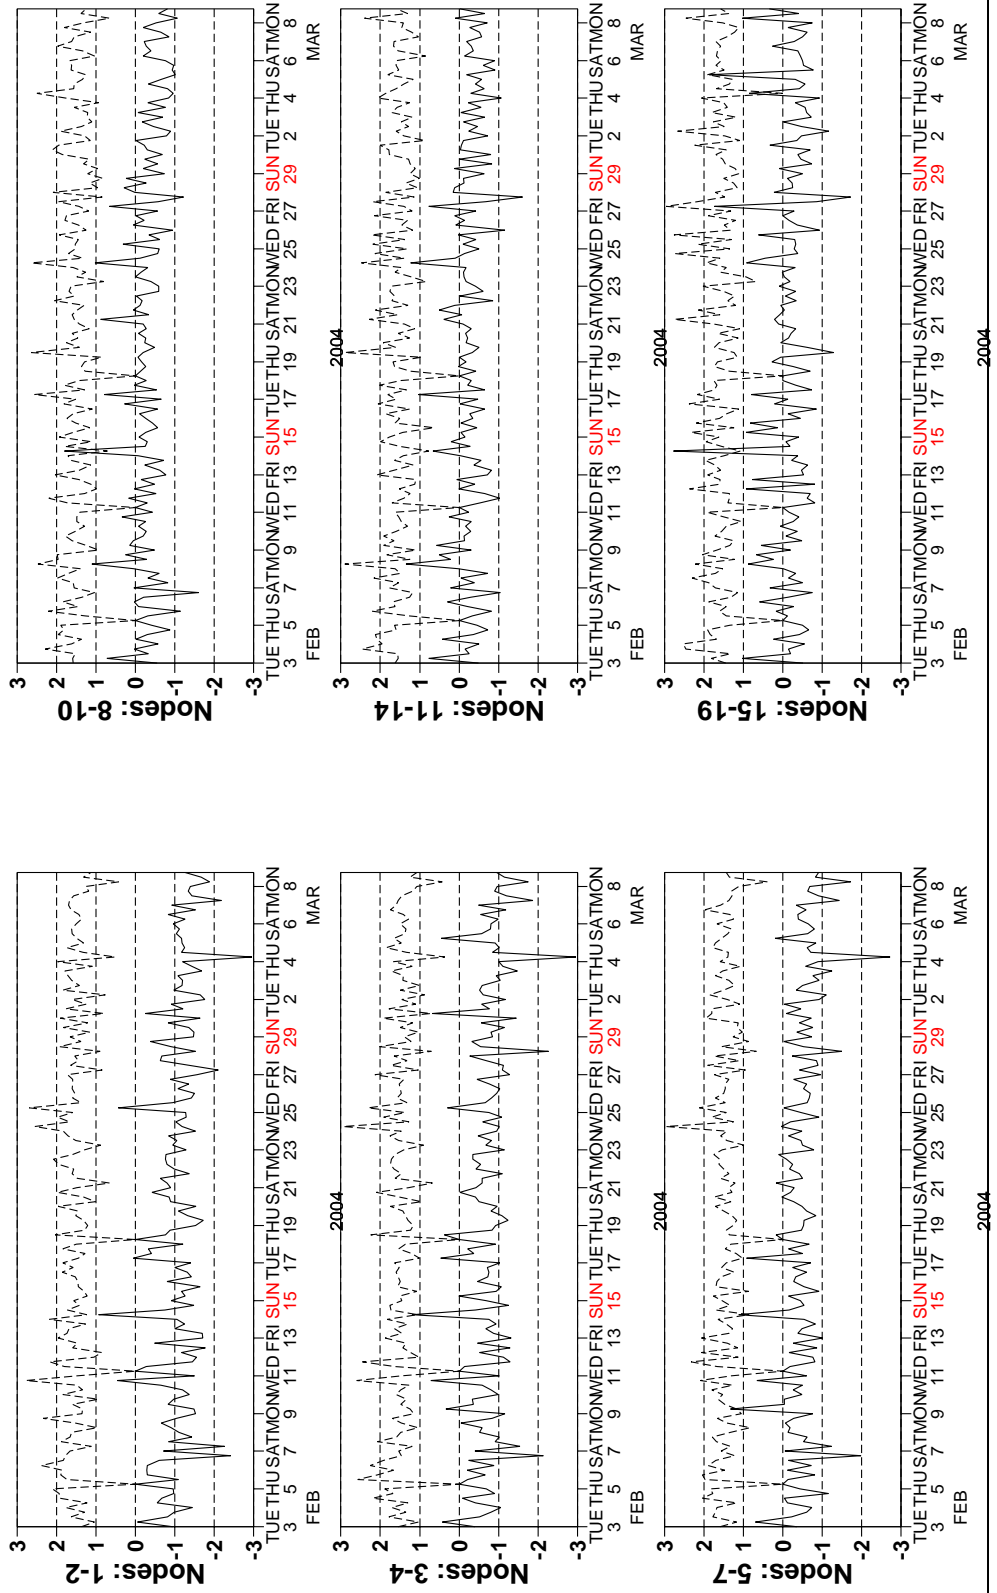 Nodes: 1-2
3
2
1
0
-1
-2
-3
TUE THU SAT MON WED FRI SUN TUE THU SAT MON WED FRI SUN TUE THU SAT MON
3 5 7 9 11 13 15 17 19 21 23 25 27 29 2 4 6 8
FEB MAR
2004
Nodes: 3-4
3
2
1
0
-1
-2
-3
TUE THU SAT MON WED FRI SUN TUE THU SAT MON WED FRI SUN TUE THU SAT MON
3 5 7 9 11 13 15 17 19 21 23 25 27 29 2 4 6 8
FEB MAR
2004
Nodes: 5-7
3
2
1
0
-1
-2
-3
TUE THU SAT MON WED FRI SUN TUE THU SAT MON WED FRI SUN TUE THU SAT MON
3 5 7 9 11 13 15 17 19 21 23 25 27 29 2 4 6 8
FEB MAR
2004
Nodes: 8-10
3
2
1
0
-1
-2
-3
TUE THU SAT MON WED FRI SUN TUE THU SAT MON WED FRI SUN TUE THU SAT MON
3 5 7 9 11 13 15 17 19 21 23 25 27 29 2 4 6 8
FEB MAR
2004
Nodes: 11-14
3
2
1
0
-1
-2
-3
TUE THU SAT MON WED FRI SUN TUE THU SAT MON WED FRI SUN TUE THU SAT MON
3 5 7 9 11 13 15 17 19 21 23 25 27 29 2 4 6 8
FEB MAR
2004
Nodes: 15-19
3
2
1
0
-1
-2
-3
TUE THU SAT MON WED FRI SUN TUE THU SAT MON WED FRI SUN TUE THU SAT MON
3 5 7 9 11 13 15 17 19 21 23 25 27 29 2 4 6 8
FEB MAR
2004